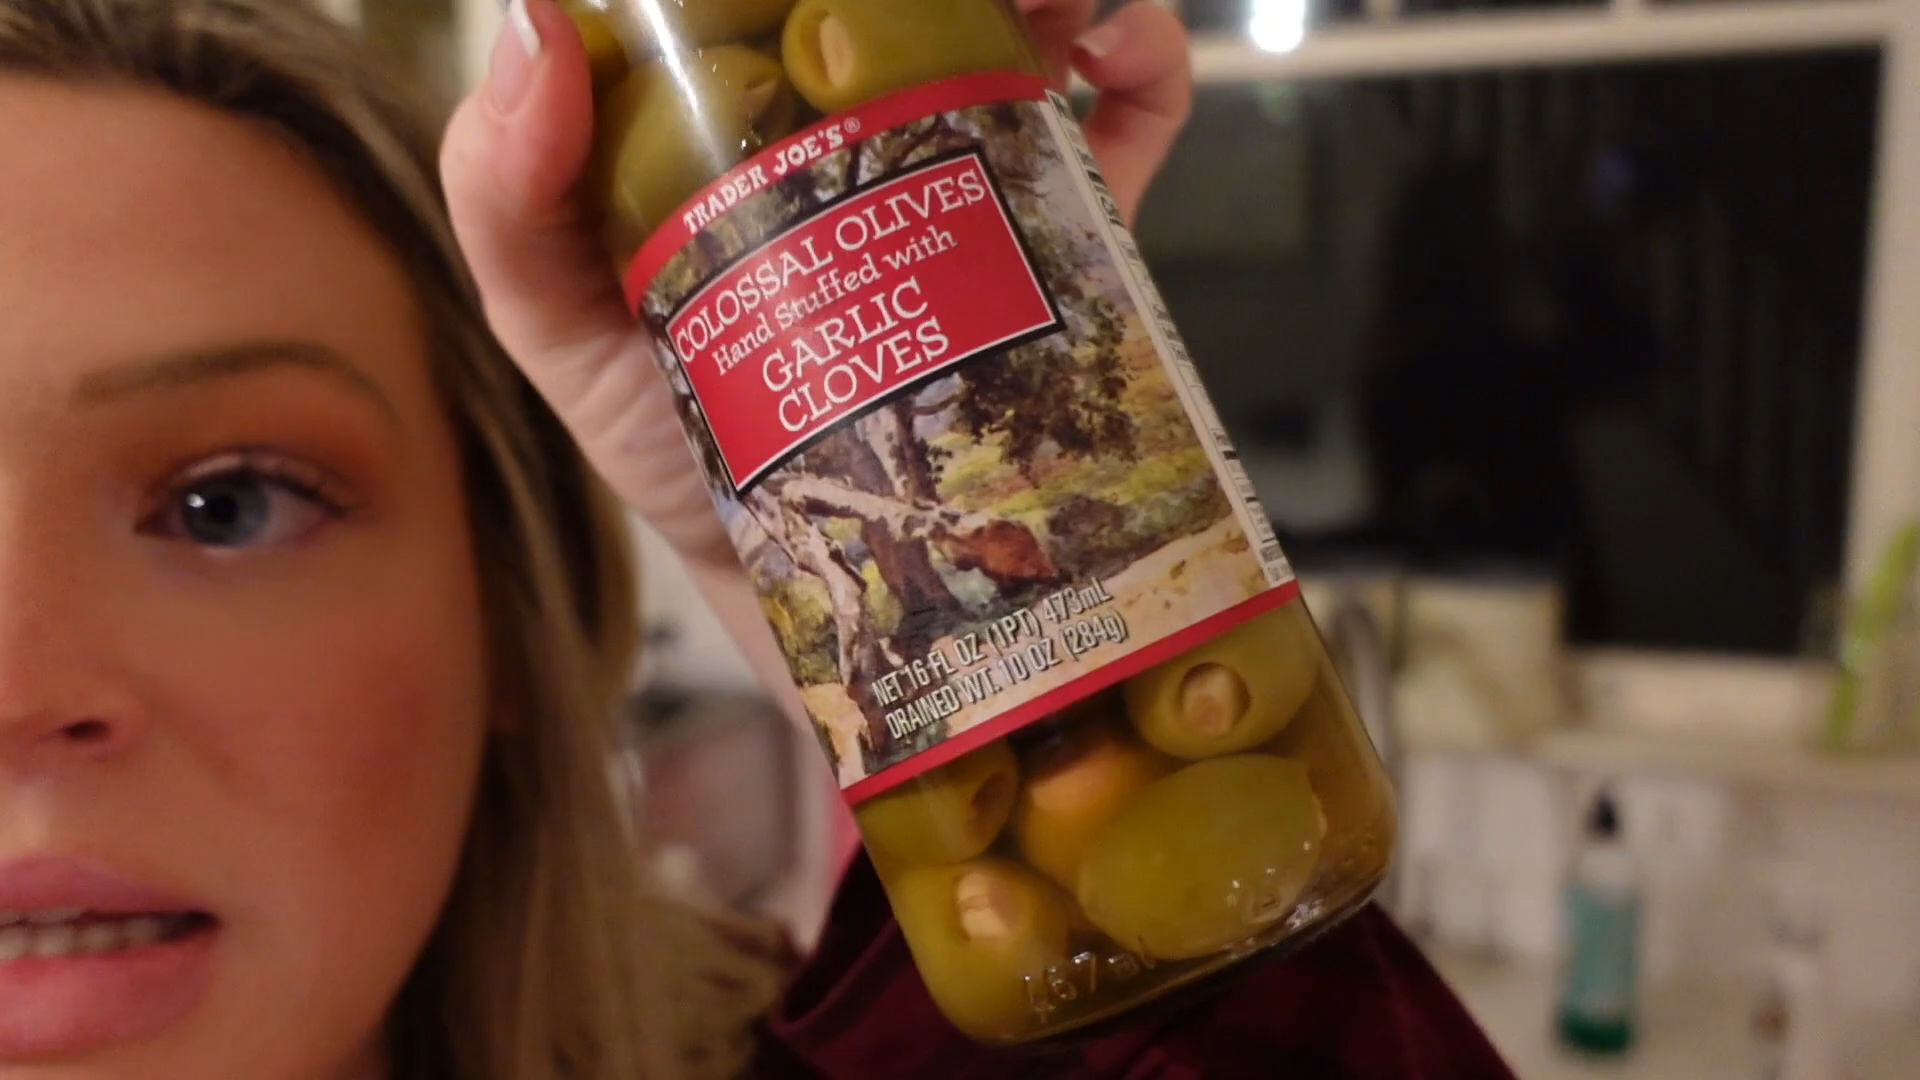 TRADER JOE'S®
COLOSSAL OLIVES
Hand Stuffed with
GARLIC
CLOVES
NET 16 FL OZ (1PT) 473mL
DRAINED WT. 10 OZ (284g)